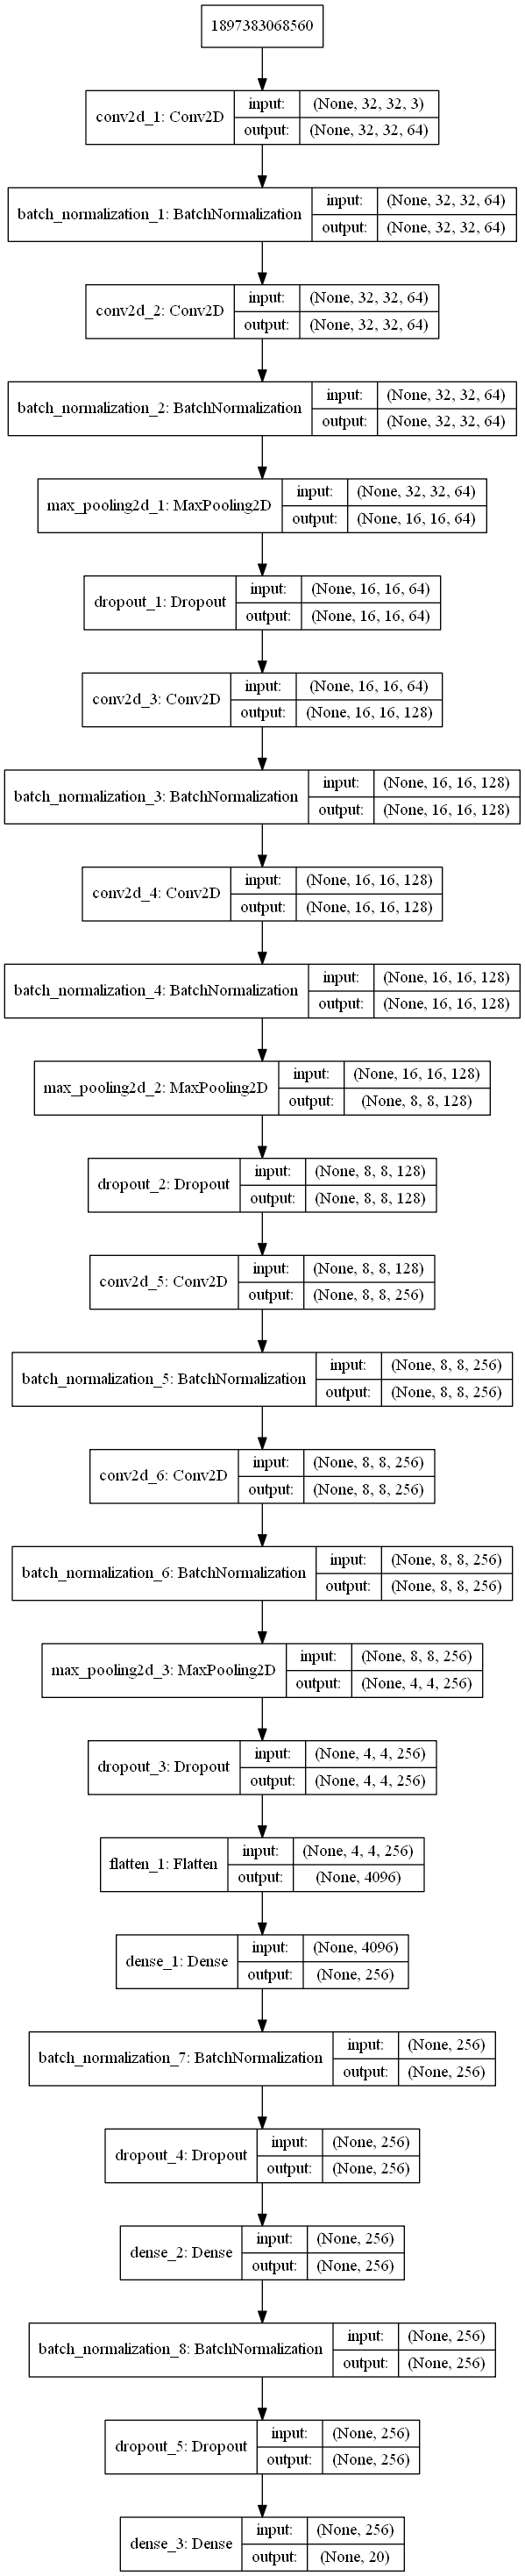 1897383068560
conv2d_1: Conv2D input: (None, 32, 32, 3)
output: (None, 32, 32, 64)
batch_normalization_1: BatchNormalization input: (None, 32, 32, 64)
output: (None, 32, 32, 64)
conv2d_2: Conv2D input: (None, 32, 32, 64)
output: (None, 32, 32, 64)
batch_normalization_2: BatchNormalization input: (None, 32, 32, 64)
output: (None, 32, 32, 64)
max_pooling2d_1: MaxPooling2D input: (None, 32, 32, 64)
output: (None, 16, 16, 64)
dropout_1: Dropout input: (None, 16, 16, 64)
output: (None, 16, 16, 64)
conv2d_3: Conv2D input: (None, 16, 16, 64)
output: (None, 16, 16, 128)
batch_normalization_3: BatchNormalization input: (None, 16, 16, 128)
output: (None, 16, 16, 128)
conv2d_4: Conv2D input: (None, 16, 16, 128)
output: (None, 16, 16, 128)
batch_normalization_4: BatchNormalization input: (None, 16, 16, 128)
output: (None, 16, 16, 128)
max_pooling2d_2: MaxPooling2D input: (None, 16, 16, 128)
output: (None, 8, 8, 128)
dropout_2: Dropout input: (None, 8, 8, 128)
output: (None, 8, 8, 128)
conv2d_5: Conv2D input: (None, 8, 8, 128)
output: (None, 8, 8, 256)
batch_normalization_5: BatchNormalization input: (None, 8, 8, 256)
output: (None, 8, 8, 256)
conv2d_6: Conv2D input: (None, 8, 8, 256)
output: (None, 8, 8, 256)
batch_normalization_6: BatchNormalization input: (None, 8, 8, 256)
output: (None, 8, 8, 256)
max_pooling2d_3: MaxPooling2D input: (None, 8, 8, 256)
output: (None, 4, 4, 256)
dropout_3: Dropout input: (None, 4, 4, 256)
output: (None, 4, 4, 256)
flatten_1: Flatten input: (None, 4, 4, 256)
output: (None, 4096)
dense_1: Dense input: (None, 4096)
output: (None, 256)
batch_normalization_7: BatchNormalization input: (None, 256)
output: (None, 256)
dropout_4: Dropout input: (None, 256)
output: (None, 256)
dense_2: Dense input: (None, 256)
output: (None, 256)
batch_normalization_8: BatchNormalization input: (None, 256)
output: (None, 256)
dropout_5: Dropout input: (None, 256)
output: (None, 256)
dense_3: Dense input: (None, 256)
output: (None, 20)